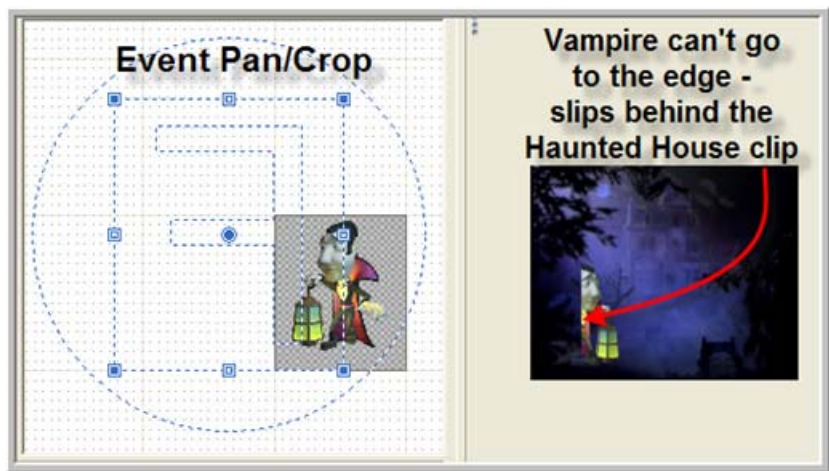 Event Pan/Crop
Vampire can't go
to the edge -
slips behind the
Haunted House clip